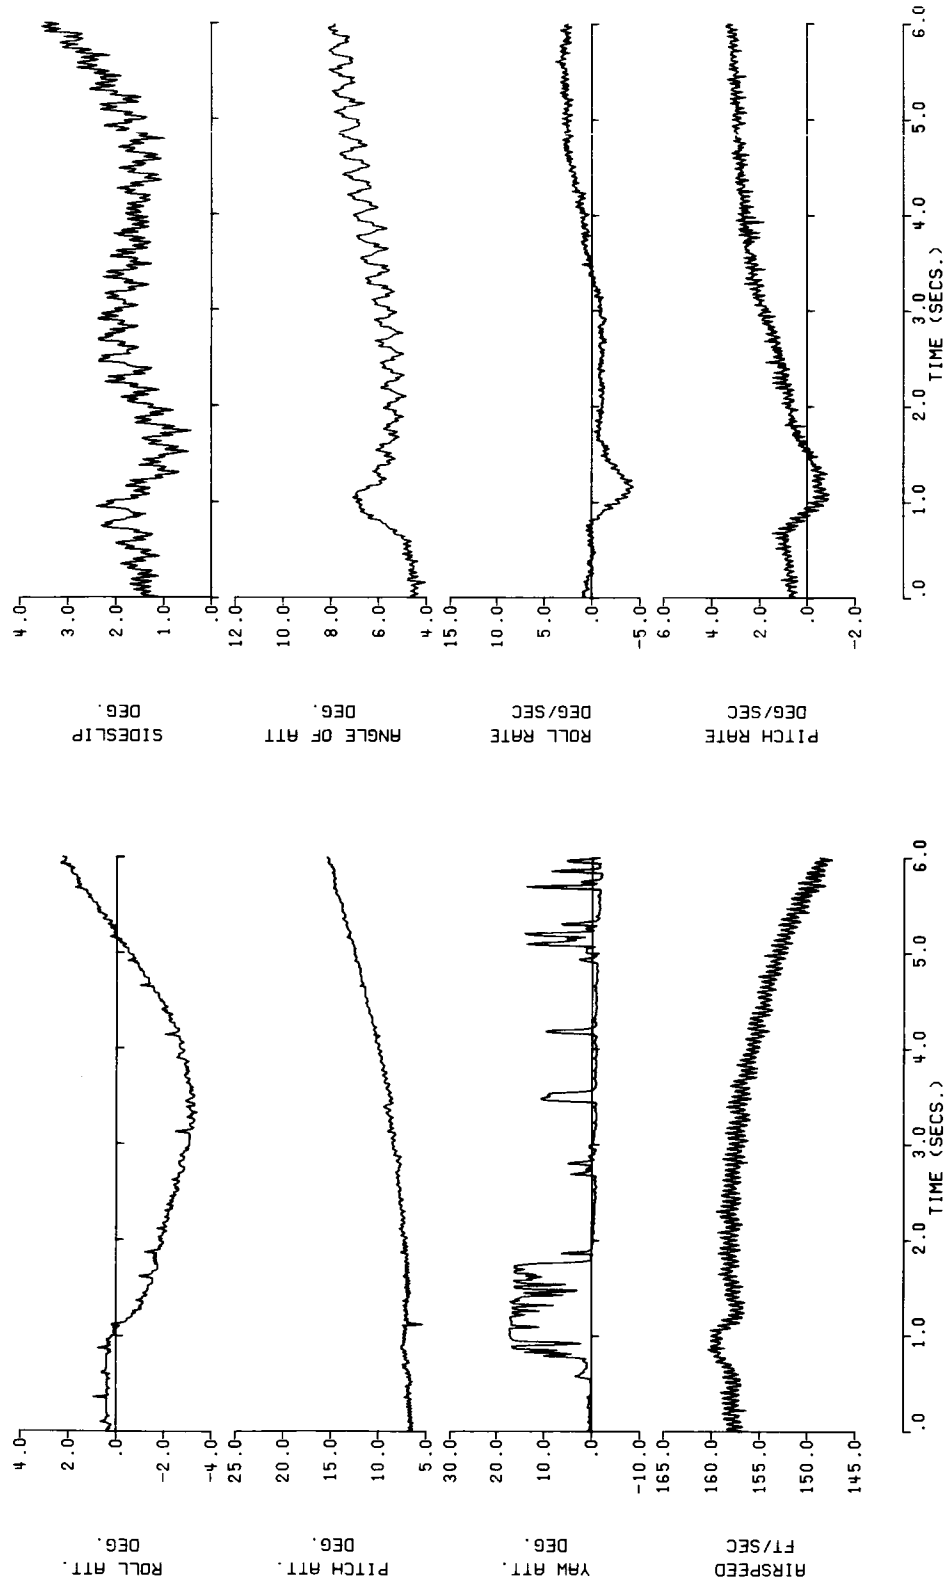 ROLL ATT.
DEG.
4.0
2.0
.0
-2.0
-4.0
PITCH ATT.
DEG.
25.0
20.0
15.0
10.0
5.0
YAW ATT.
DEG.
30.0
20.0
10.0
.0
-10.0
AIRSPEED
FT/SEC
165.0
160.0
155.0
150.0
145.0
.0 1.0 2.0 3.0 4.0 5.0 6.0
TIME (SECS.)
SIDESLIP
DEG.
4.0
3.0
2.0
1.0
.0
ANGLE OF ATT
DEG.
12.0
10.0
8.0
6.0
4.0
ROLL RATE
DEG/SEC
15.0
10.0
5.0
.0
-5.0
PITCH RATE
DEG/SEC
6.0
4.0
2.0
.0
-2.0
.0 1.0 2.0 3.0 4.0 5.0 6.0
TIME (SECS.)